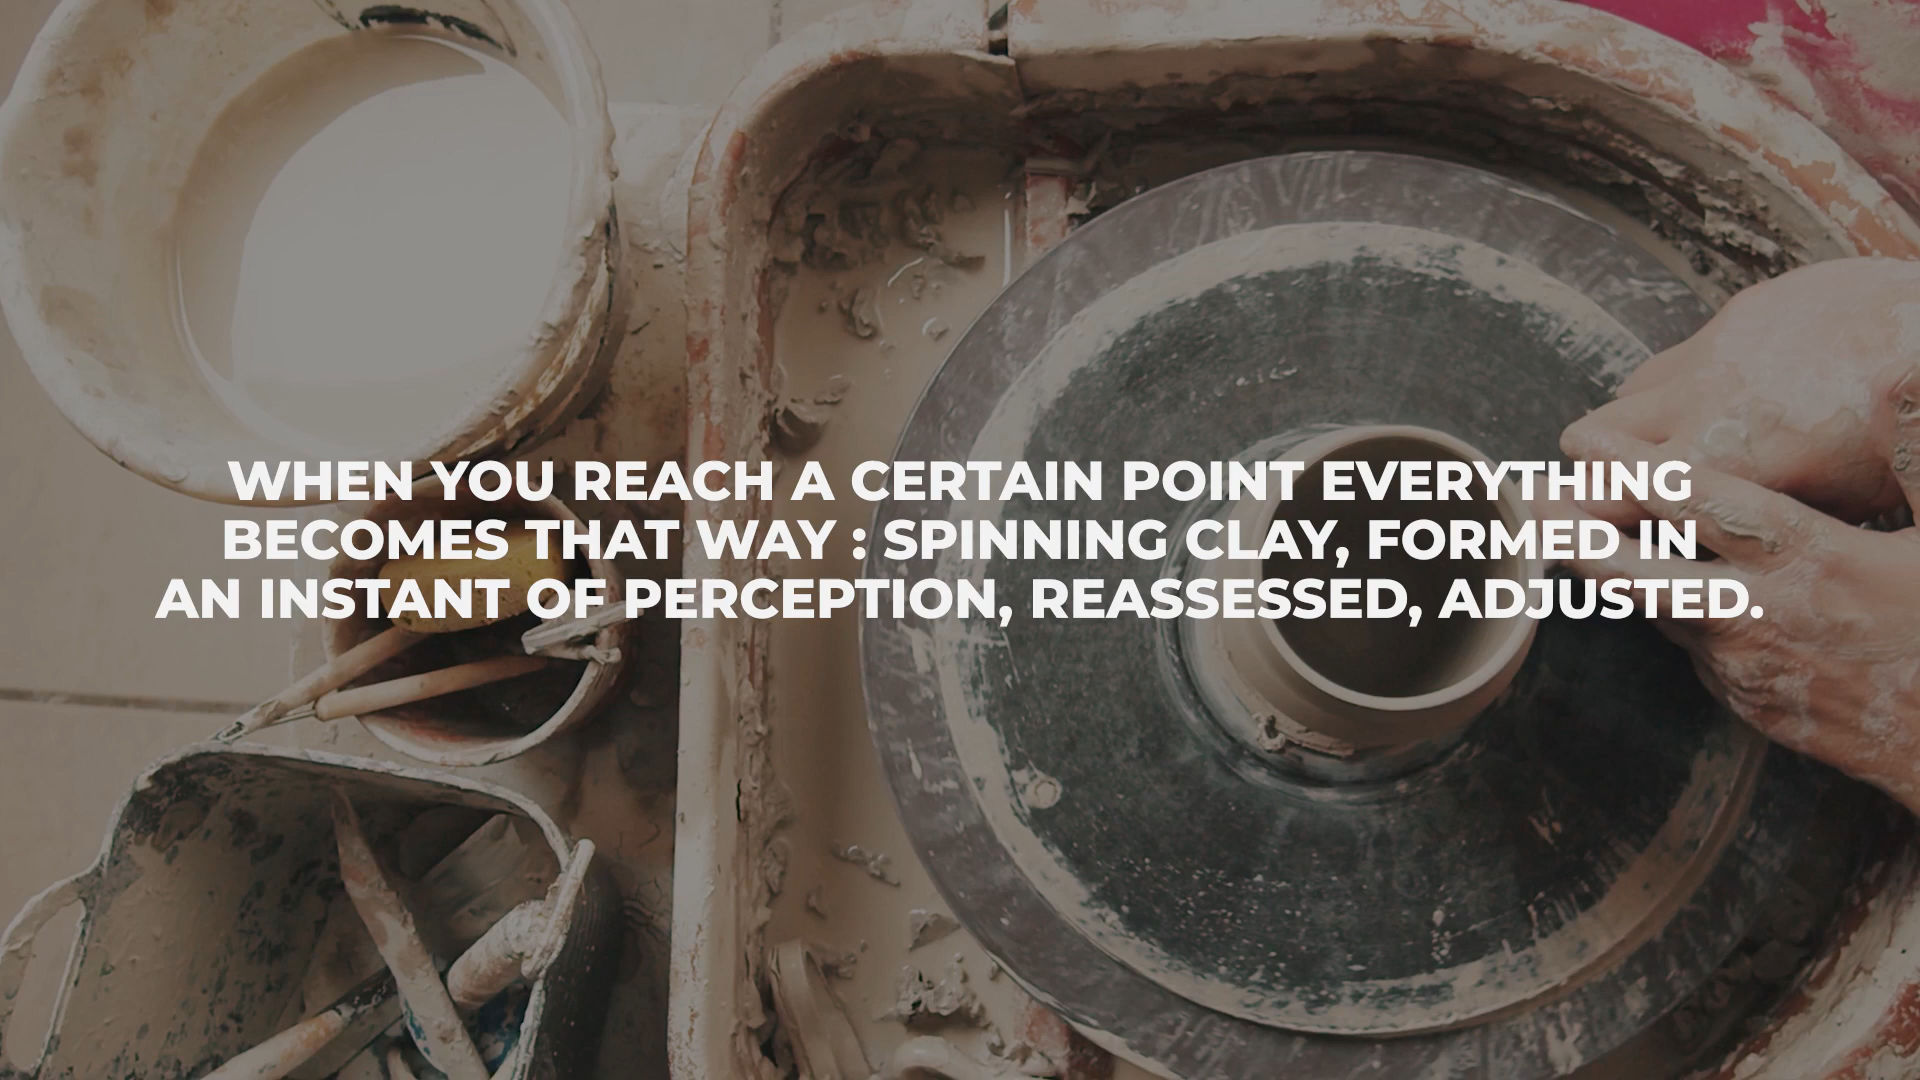 WHEN YOU REACH A CERTAIN POINT EVERYTHING
BECOMES THAT WAY : SPINNING CLAY, FORMED IN
AN INSTANT OF PERCEPTION, REASSESSED, ADJUSTED.